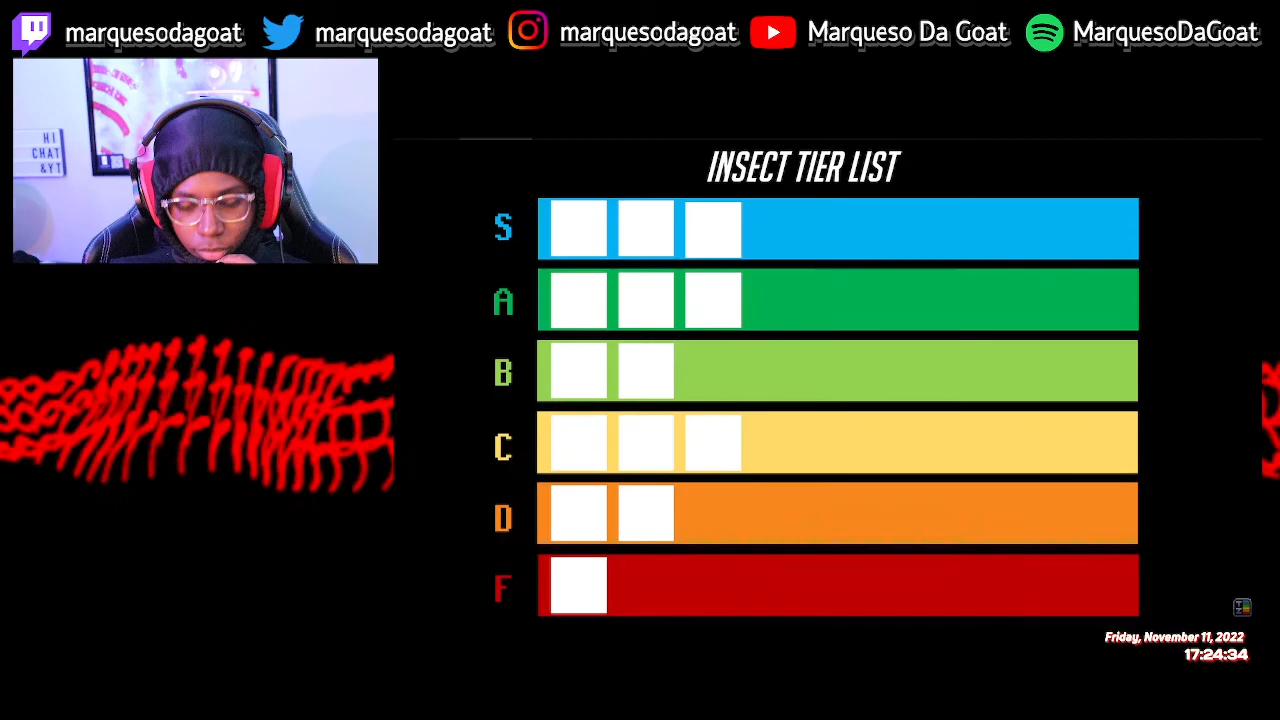 marquesodagoat marquesodagoat marquesodagoat Marqueso Da Goat MarquesoDaGoat
HI
CHAT
&YT
INSECT TIER LIST
S
A
B
C
D
F
TZ
Friday, November 11, 2022
17:24:34